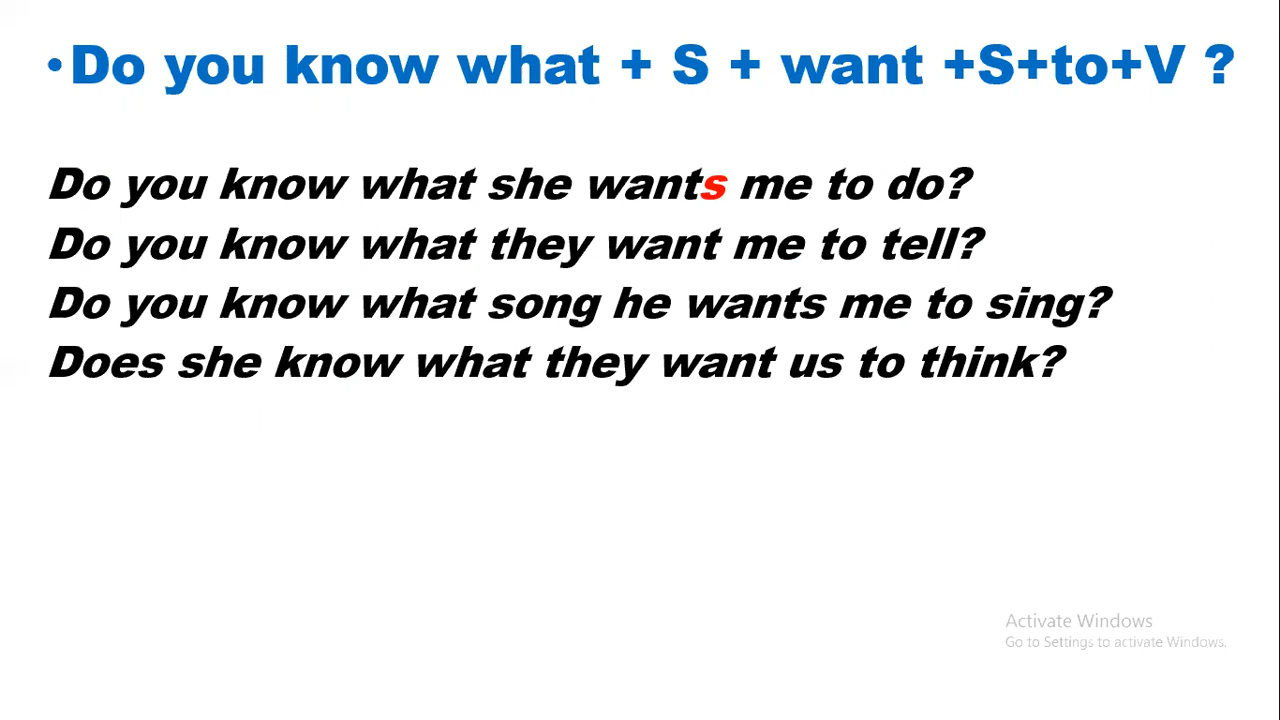 •Do you know what + S + want +S+to+V ?
Do you know what she wants me to do?
Do you know what they want me to tell?
Do you know what song he wants me to sing?
Does she know what they want us to think?
Activate Windows
Go to Settings to activate Windows.